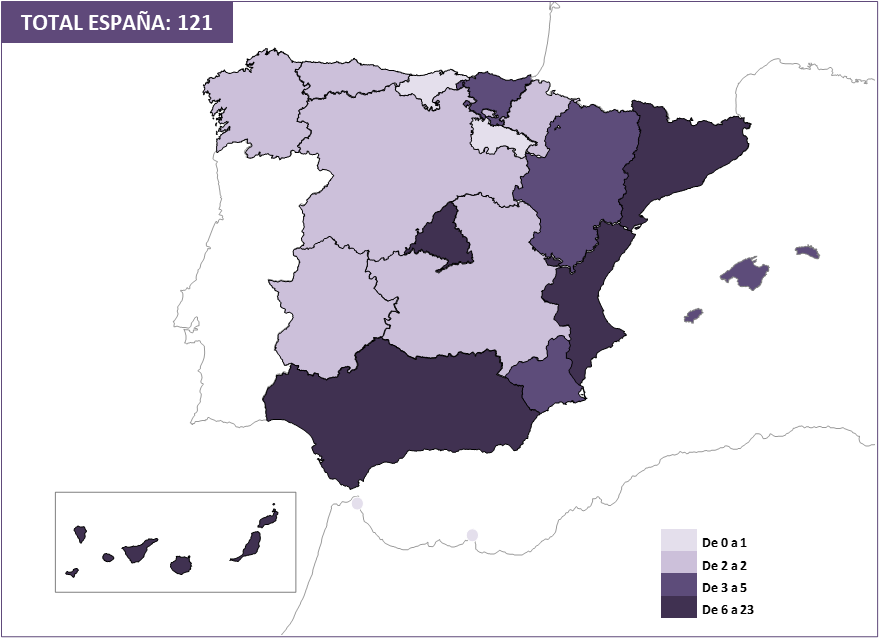 TOTAL ESPAÑA: 121
De 0 a 1
De 2 a 2
De 3 a 5
De 6 a 23